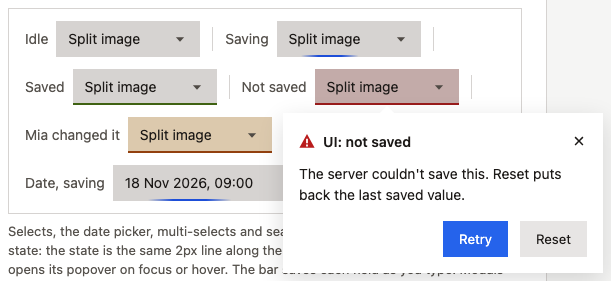 Idle Split image Saving Split image
Saved Split image Not saved Split image
Mia changed it Split image
UI: not saved
The server couldn't save this. Reset puts
back the last saved value.
Retry Reset
Date, saving 18 Nov 2026, 09:00
Selects, the date picker, multi-selects and
state: the state is the same 2px line along the
opens its popover on focus or hover. The bar saves each field as you type.